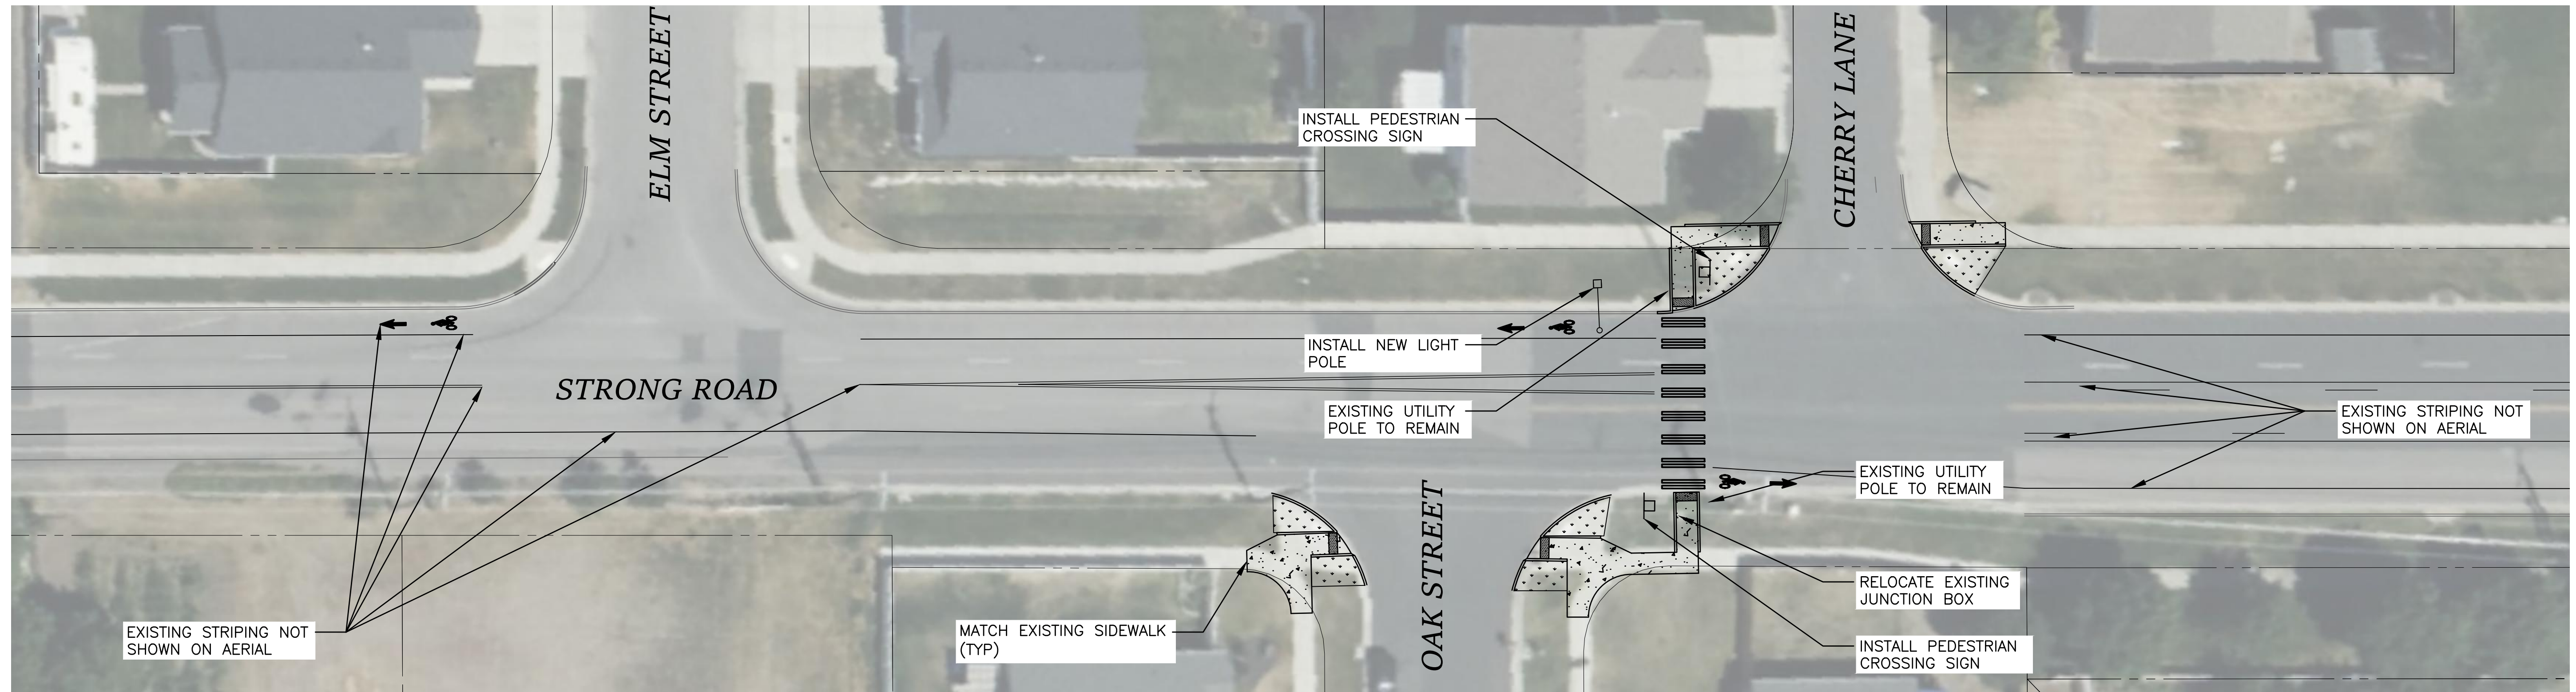 ELM STREET
CHERRY LANE
INSTALL PEDESTRIAN
CROSSING SIGN
INSTALL NEW LIGHT
POLE
STRONG ROAD
EXISTING UTILITY
POLE TO REMAIN
EXISTING STRIPING NOT
SHOWN ON AERIAL
EXISTING UTILITY
POLE TO REMAIN
OAK STREET
RELOCATE EXISTING
JUNCTION BOX
EXISTING STRIPING NOT
SHOWN ON AERIAL
MATCH EXISTING SIDEWALK
(TYP)
INSTALL PEDESTRIAN
CROSSING SIGN